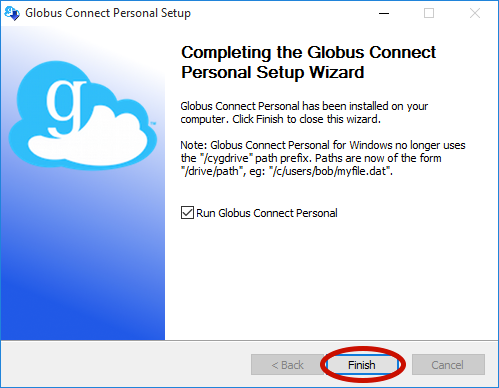 Globus Connect Personal Setup
g
Completing the Globus Connect
Personal Setup Wizard
Globus Connect Personal has been installed on your
computer. Click Finish to close this wizard.
Note: Globus Connect Personal for Windows no longer uses
the "/cygdrive" path prefix. Paths are now of the form
"/drive/path", eg: "/c/users/bob/myfile.dat".
Run Globus Connect Personal
< Back
Finish
Cancel